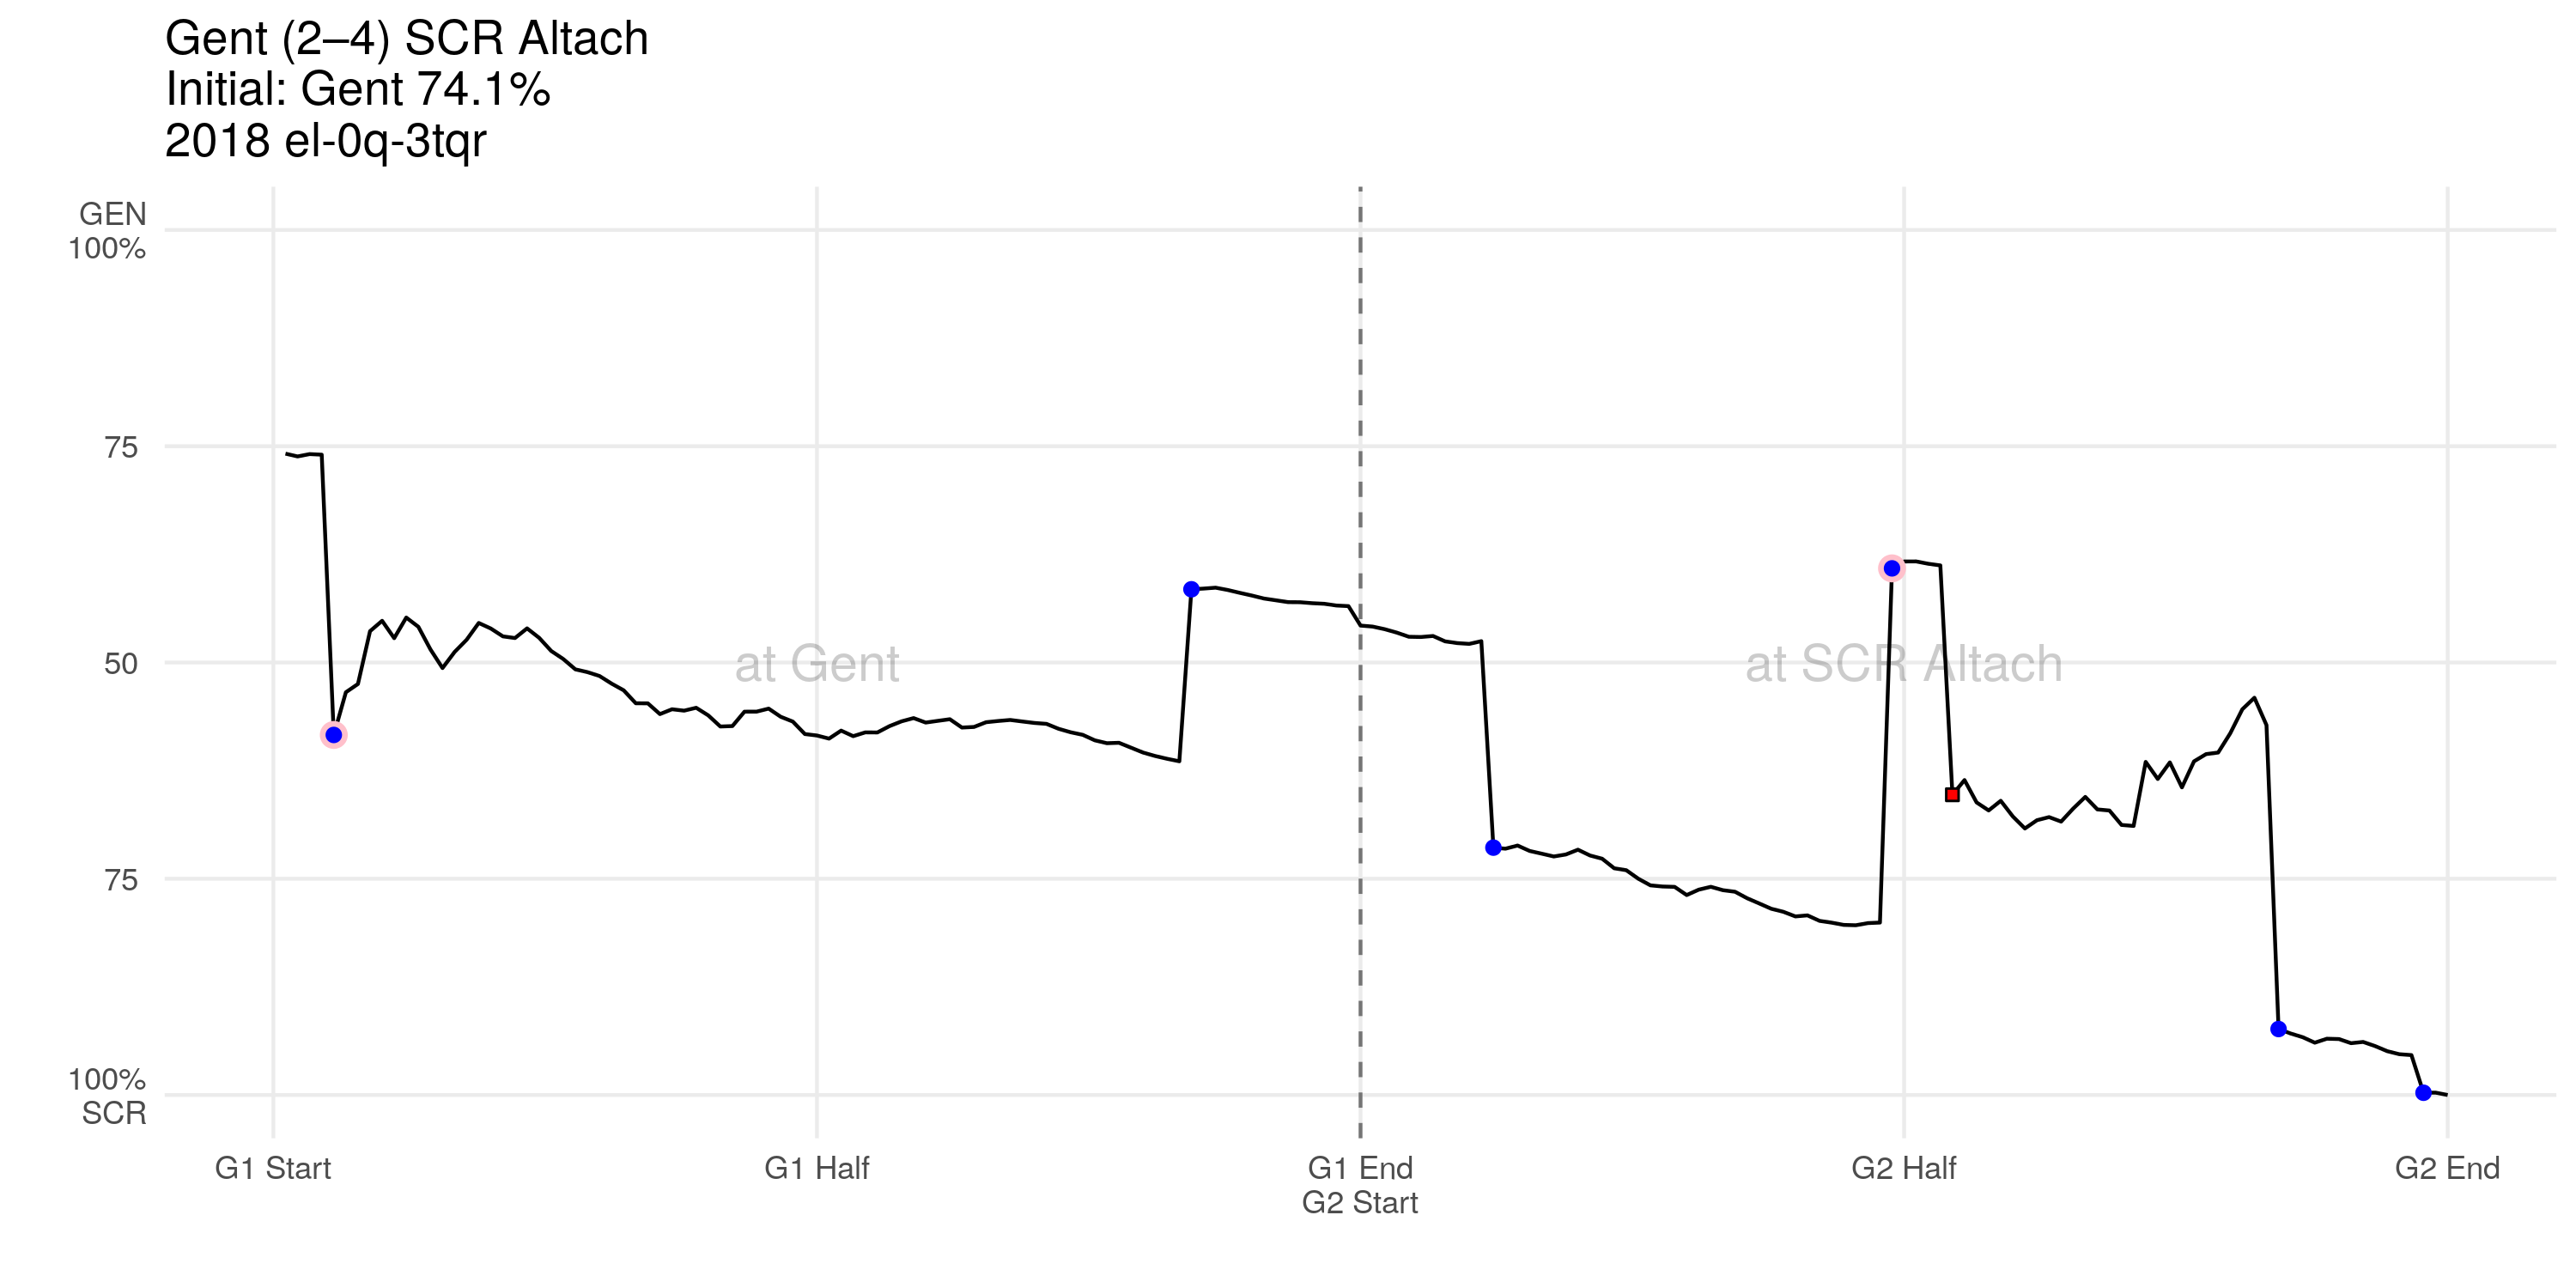 Gent (2–4) SCR Altach
Initial: Gent 74.1%
2018 el-0q-3tqr
GEN
100%
75
50
75
100%
SCR
at Gent
at SCR Altach
G1 Start
G1 Half
G1 End
G2 Start
G2 Half
G2 End